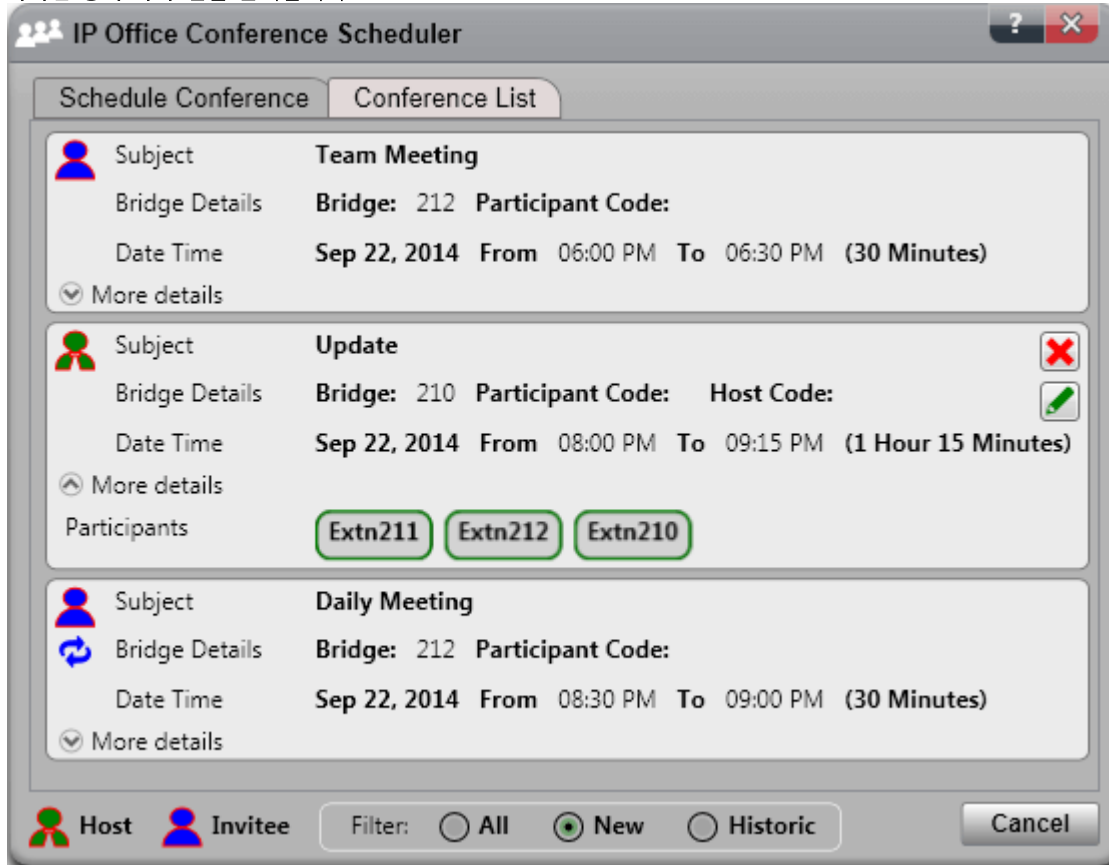 IP Office Conference Scheduler
?
Schedule Conference Conference List
Subject Team Meeting
Bridge Details Bridge: 212 Participant Code:
Date Time Sep 22, 2014 From 06:00 PM To 06:30 PM (30 Minutes)
More details
Subject Update
Bridge Details Bridge: 210 Participant Code: Host Code:
Date Time Sep 22, 2014 From 08:00 PM To 09:15 PM (1 Hour 15 Minutes)
More details
Participants Extn211 Extn212 Extn210
Subject Daily Meeting
Bridge Details Bridge: 212 Participant Code:
Date Time Sep 22, 2014 From 08:30 PM To 09:00 PM (30 Minutes)
More details
Host Invitee Filter: All New Historic Cancel